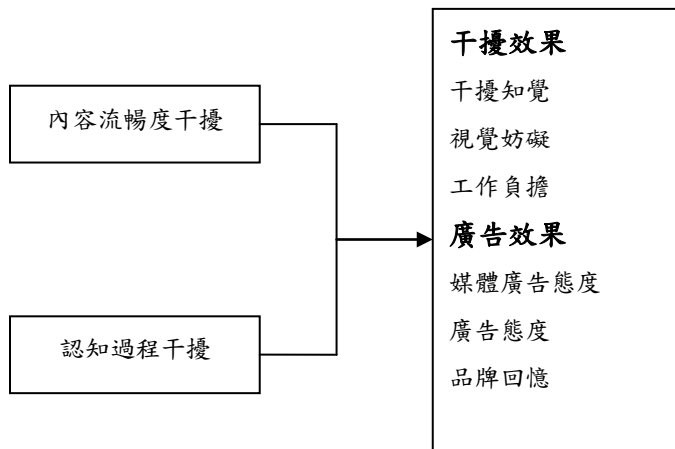 內容流暢度干擾
認知過程干擾
干擾效果
干擾知覺
視覺妨礙
工作負擔
廣告效果
媒體廣告態度
廣告態度
品牌回憶